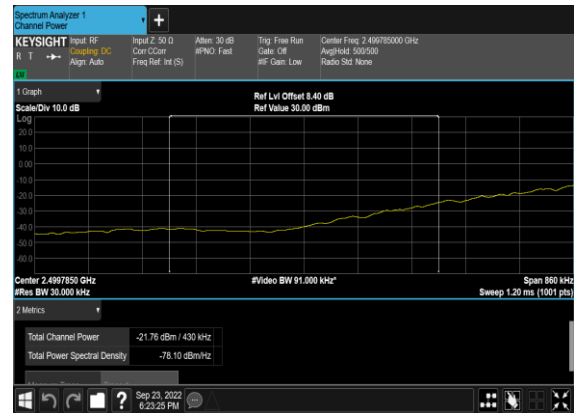 Spectrum Analyzer 1
Channel Power
KEYSIGHT Input: RF Input Z: 50 Ω Atten: 30 dB Trig: Free Run Center Freq: 2.499785000 GHz
R T Coupling: DC Corr CCorr #PNO: Fast Gate: Off Avg|Hold: 500/500
Align: Auto Freq Ref: Int (S) #IF Gain: Low Radio Std: None
1 Graph
Ref Lvl Offset 8.40 dB
Scale/Div 10.0 dB Ref Value 30.00 dBm
Log
20.0
10.0
0.00
-10.0
-20.0
-30.0
-40.0
-50.0
-60.0
Center 2.4997850 GHz #Video BW 91.000 kHz* Span 860 kHz
#Res BW 30.000 kHz Sweep 1.20 ms (1001 pts)
2 Metrics
Total Channel Power -21.76 dBm / 430 kHz
Total Power Spectral Density -78.10 dBm/Hz
Sep 23, 2022
6:23:25 PM